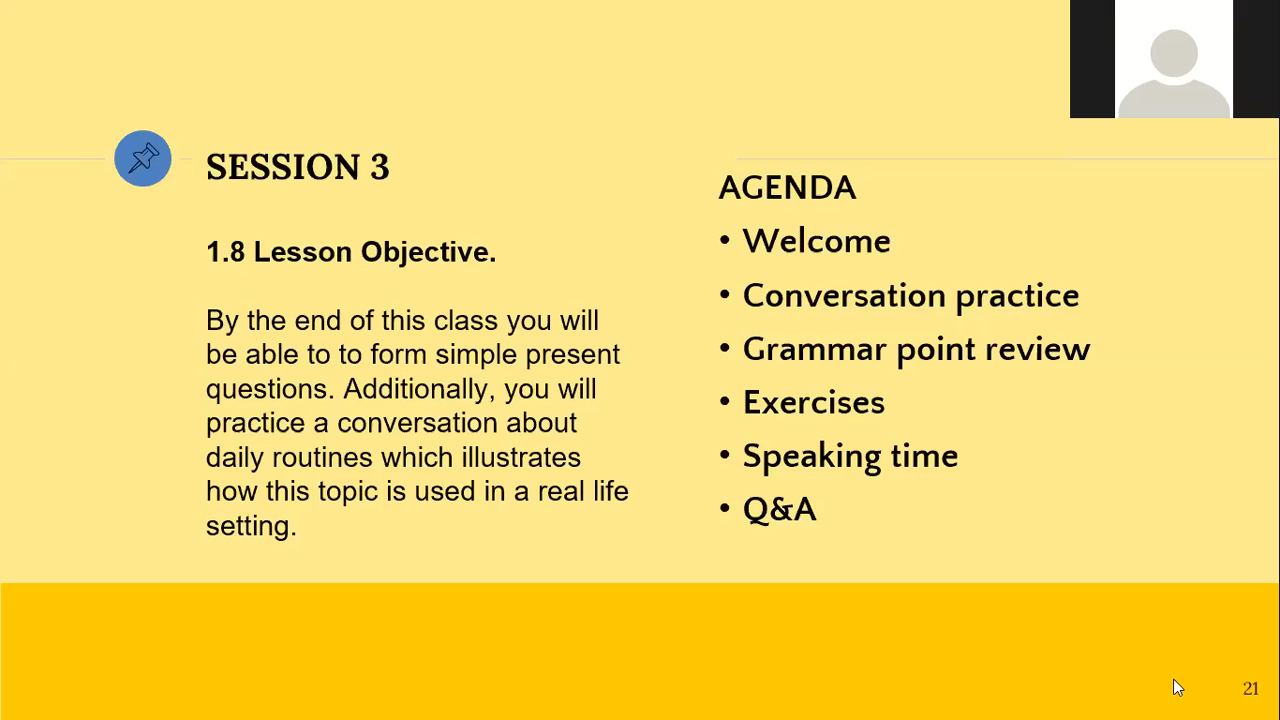 SESSION 3
1.8 Lesson Objective.
By the end of this class you will
be able to to form simple present
questions. Additionally, you will
practice a conversation about
daily routines which illustrates
how this topic is used in a real life
setting.
AGENDA
• Welcome
• Conversation practice
• Grammar point review
• Exercises
• Speaking time
• Q&A
21